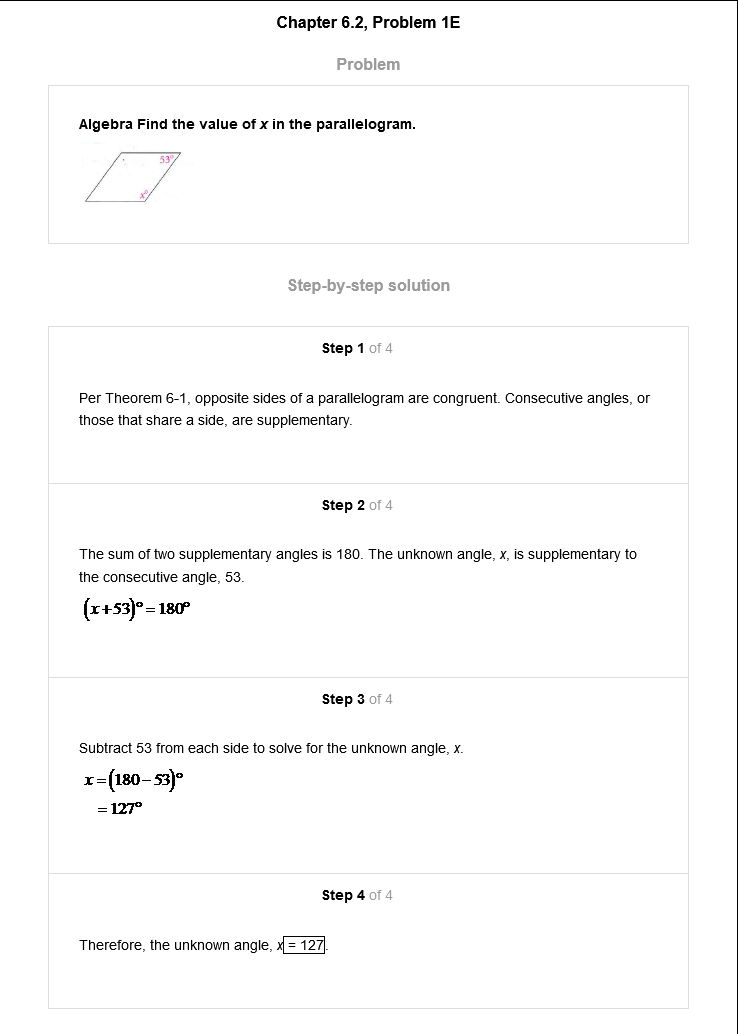 Chapter 6.2, Problem 1E
Problem
Algebra Find the value of x in the parallelogram.
53°
x°
Step-by-step solution
Step 1 of 4
Per Theorem 6-1, opposite sides of a parallelogram are congruent. Consecutive angles, or
those that share a side, are supplementary.
Step 2 of 4
The sum of two supplementary angles is 180. The unknown angle, x, is supplementary to
the consecutive angle, 53.
(x+53)° = 180°
Step 3 of 4
Subtract 53 from each side to solve for the unknown angle, x.
x = (180 − 53)°
= 127°
Step 4 of 4
Therefore, the unknown angle, x = 127.